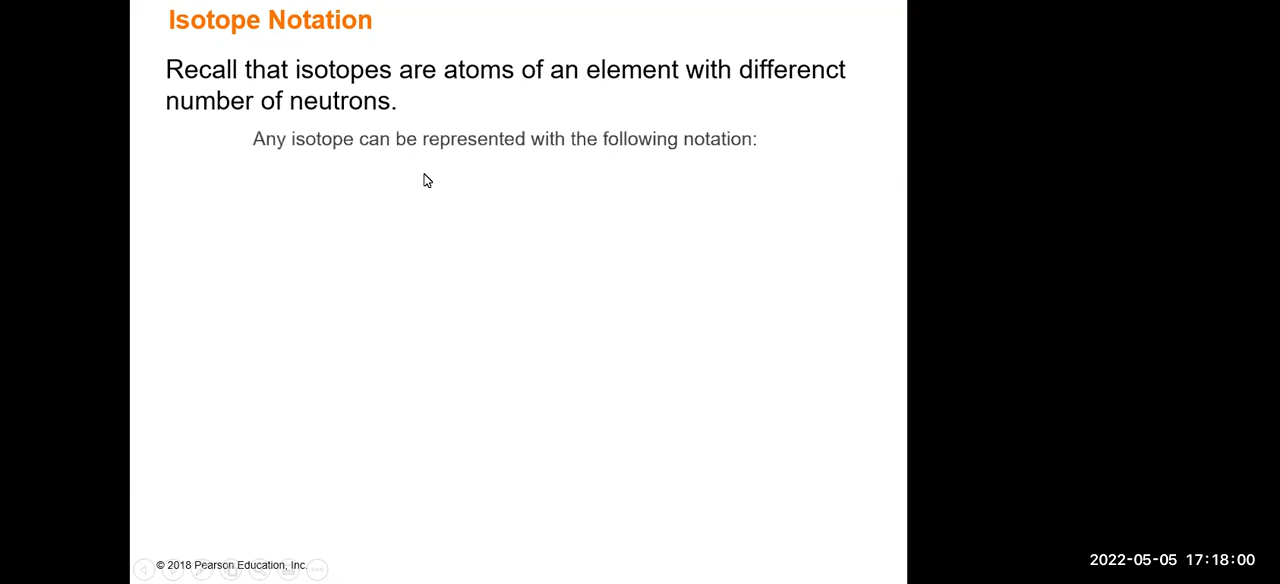 Isotope Notation
Recall that isotopes are atoms of an element with differenct
number of neutrons.
Any isotope can be represented with the following notation:
© 2018 Pearson Education, Inc.
2022-05-05 17:18:00